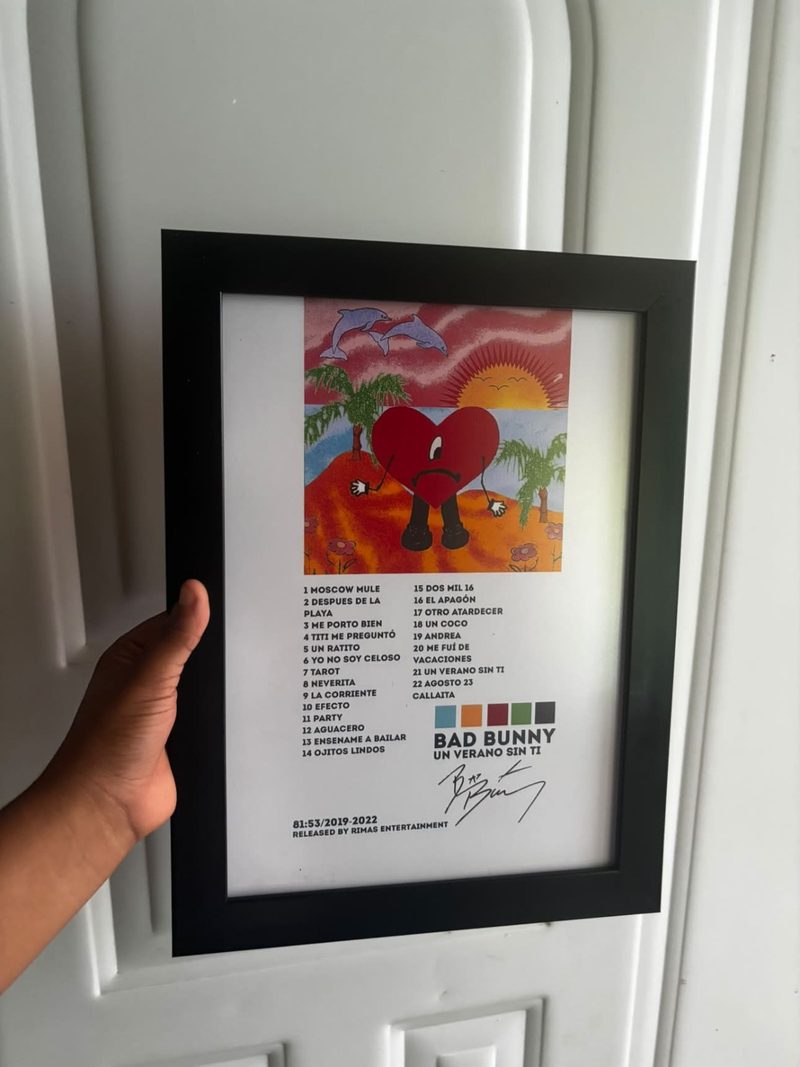 1 MOSCOW MULE
2 DESPUES DE LA
PLAYA
3 ME PORTO BIEN
4 TITI ME PREGUNTÓ
5 UN RATITO
6 YO NO SOY CELOSO
7 TAROT
8 NEVERITA
9 LA CORRIENTE
10 EFECTO
11 PARTY
12 AGUACERO
13 ENSENAME A BAILAR
14 OJITOS LINDOS
15 DOS MIL 16
16 EL APAGÓN
17 OTRO ATARDECER
18 UN COCO
19 ANDREA
20 ME FUÍ DE
VACACIONES
21 UN VERANO SIN TI
22 AGOSTO 23
CALLAITA
BAD BUNNY
UN VERANO SIN TI
81:53/2019-2022
RELEASED BY RIMAS ENTERTAINMENT